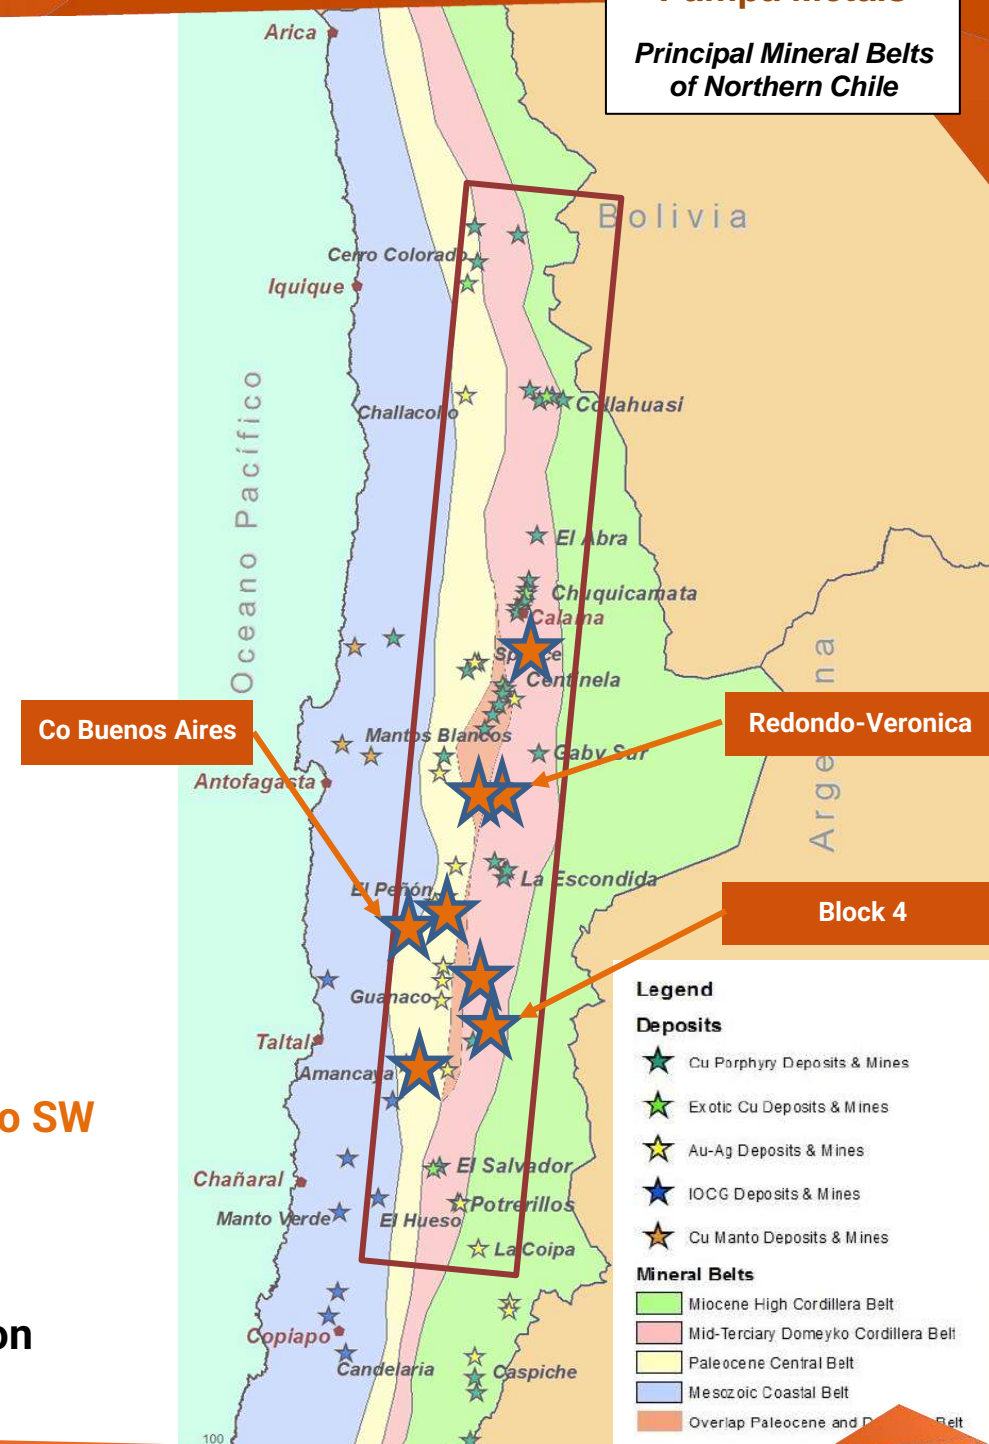 Pampa Metals
Principal Mineral Belts
of Northern Chile
Arica
Bolivia
Cerro Colorado
Iquique
Oceano Pacífico
Challacollo
Collahuasi
El Abra
Chuquicamata
Calama
Spence
Centinela
Argentina
Co Buenos Aires
Redondo-Veronica
Mantos Blancos
Gaby Sur
Antofagasta
El Peñón
La Escondida
Block 4
Guanaco
Taltal
Amancaya
o SW
El Salvador
Chañaral
Potrerillos
Manto Verde
El Hueso
La Coipa
on
Copiapo
Candelaria
Caspiche
100
Legend
Deposits
Cu Porphyry Deposits & Mines
Exotic Cu Deposits & Mines
Au-Ag Deposits & Mines
IOCG Deposits & Mines
Cu Manto Deposits & Mines
Mineral Belts
Miocene High Cordillera Belt
Mid-Terciary Domeyko Cordillera Belt
Paleocene Central Belt
Mesozoic Coastal Belt
Overlap Paleocene and Belt